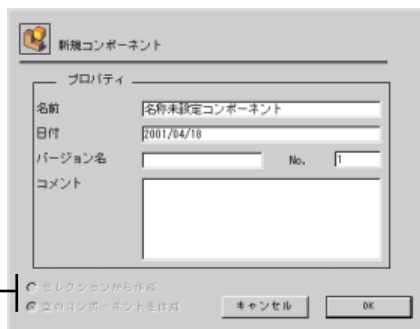 新規コンポーネント
プロパティ
名前 名称未設定コンポーネント
日付 2001/04/18
バージョン名 No. 1
コメント
セレクションから作成
空のコンポーネントを作成
キャンセル OK